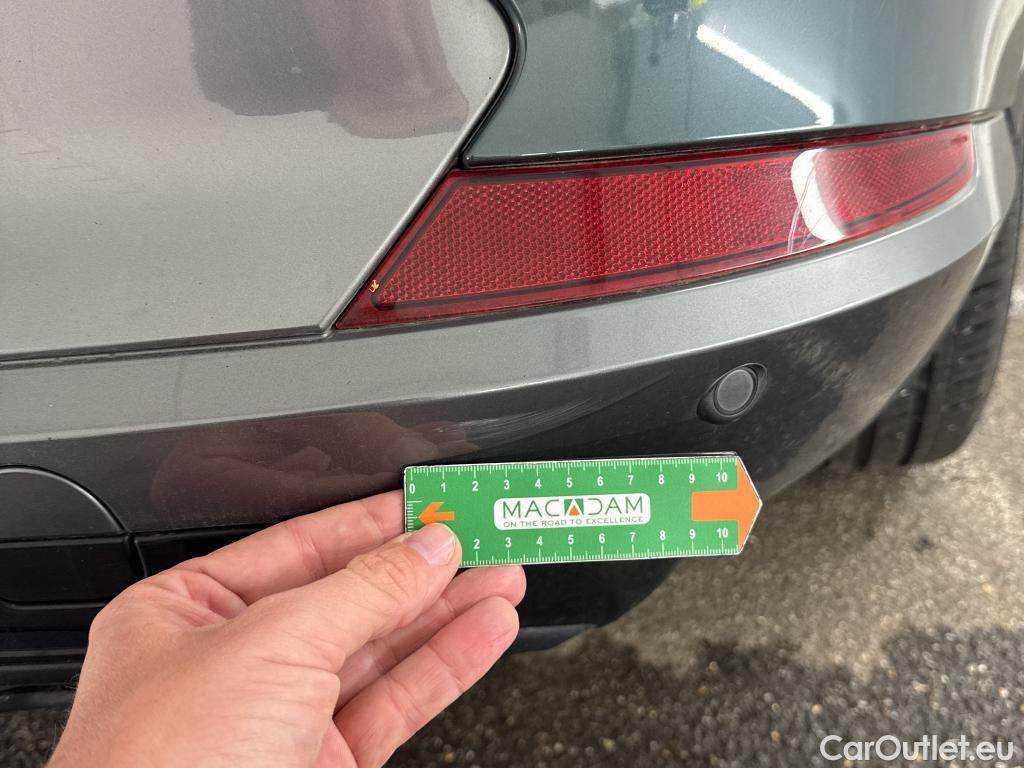 0 1 2 3 4 5 6 7 8 9 10
MACADAM
ON THE ROAD TO EXCELLENCE
2 3 4 5 6 7 8 9 10
CarOutlet.eu